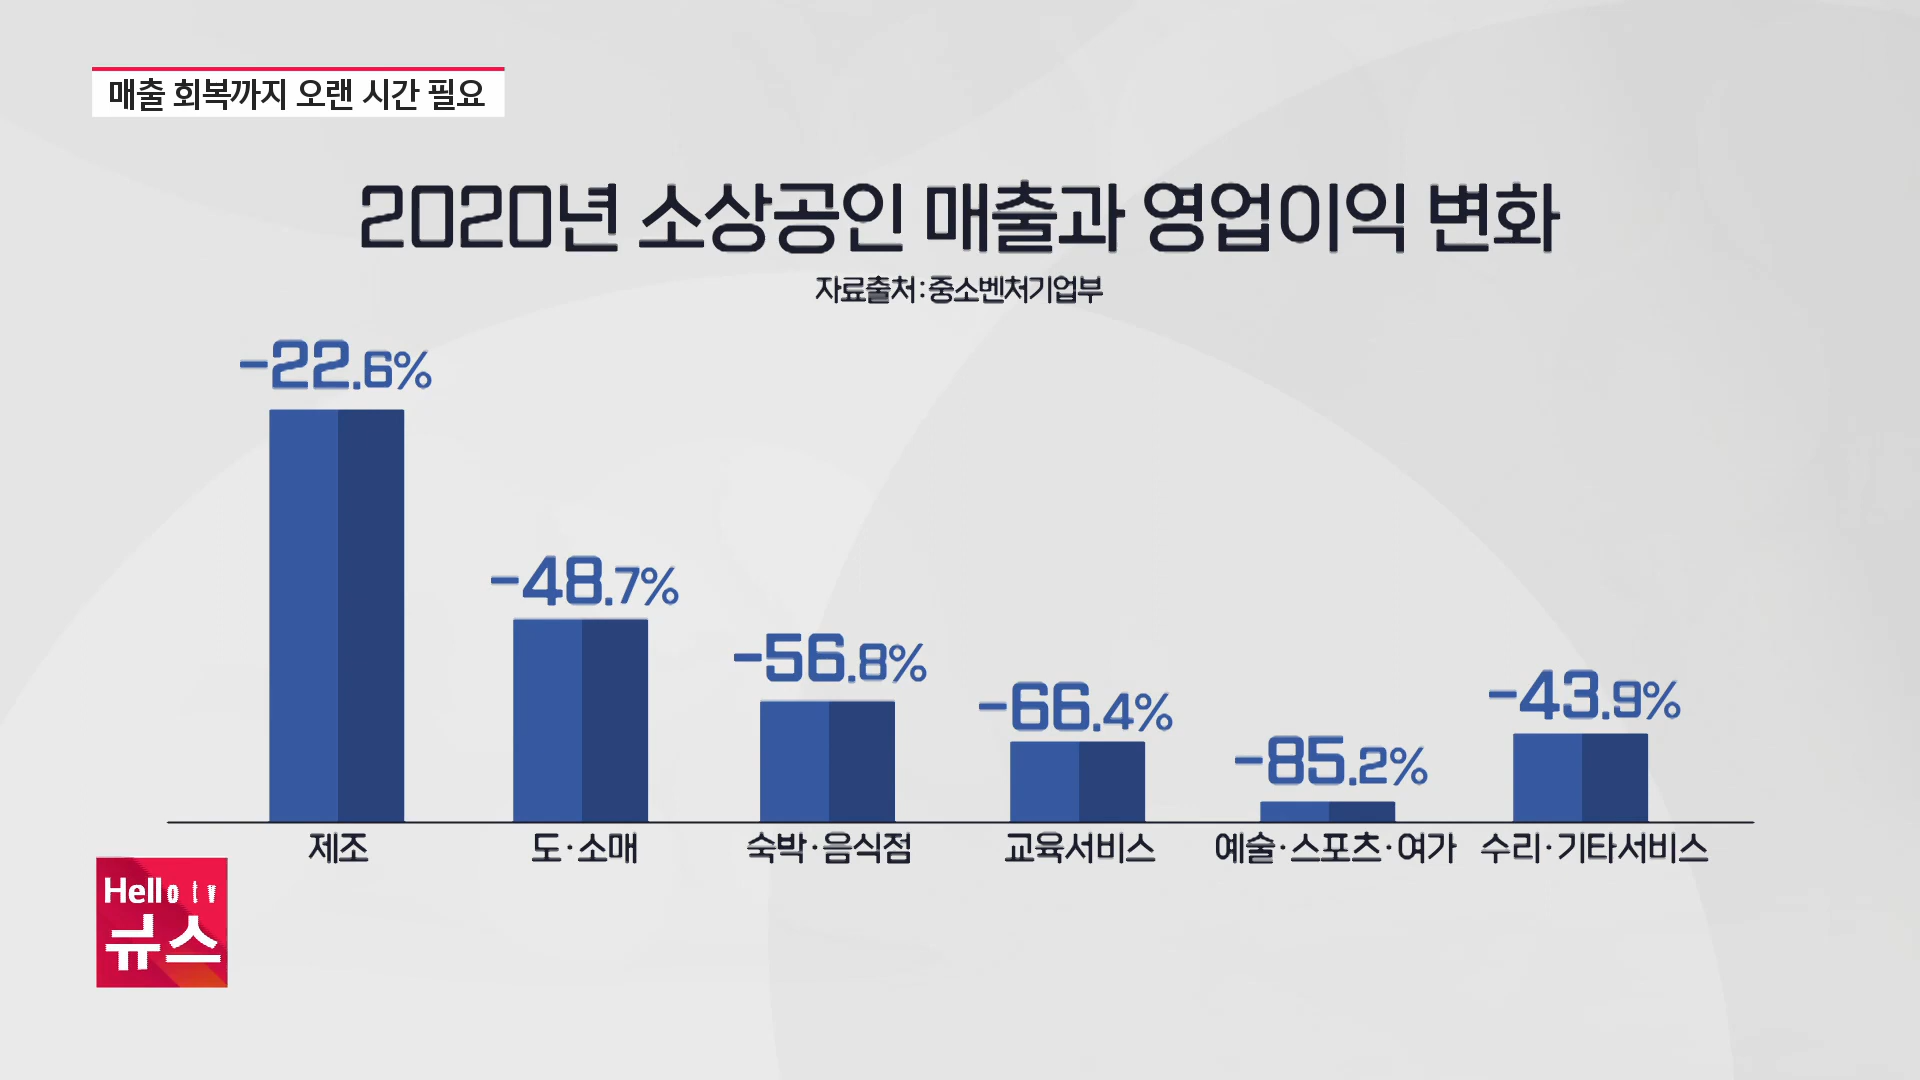 매출 회복까지 오랜 시간 필요
2020년 소상공인 매출과 영업이익 변화
자료출처:중소벤처기업부
-22.6%
-48.7%
-56.8%
-66.4%
-85.2%
-43.9%
제조
도·소매
숙박·음식점
교육서비스
예술·스포츠·여가
수리·기타서비스
Hello tv
뉴스